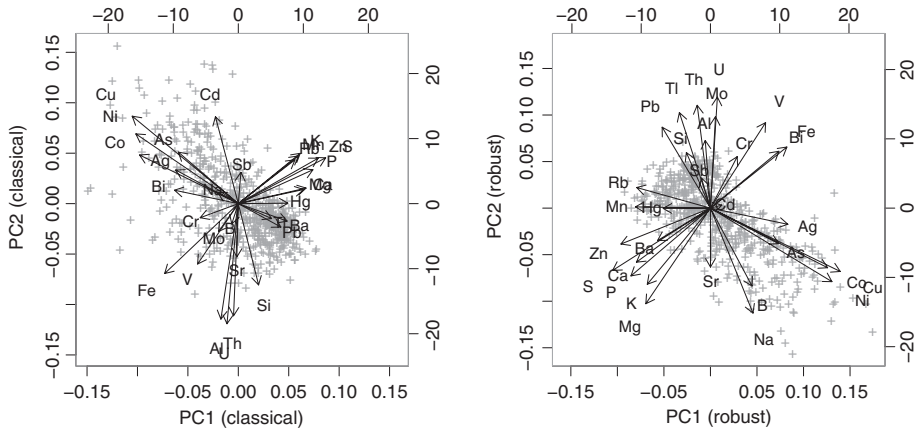 −20 −10 0 10 20
0.15
0.10
0.05
0.00
−0.05
−0.15
20
10
0
−10
−20
Cu
Cd
Ni
Co
As
K
Zn
S
P
Ag
Sb
Bi
Na
Mg
Ca
Hg
Cr
B
Ba
Pb
Mo
Sr
V
Fe
Si
Al
Th
U
−0.15 −0.05 0.00 0.05 0.10 0.15
PC1 (classical)
PC2 (classical)
−20 −10 0 10 20
0.15
0.05
0.00
−0.05
−0.15
20
10
0
−10
−20
U
Th
Tl
Mo
V
Pb
Al
Si
Cr
Fe
Bi
Sb
Rb
Mn
Hg
Cd
Ag
Zn
Ba
As
Ca
S
P
Sr
Co
Cu
K
B
Ni
Mg
Na
−0.15 −0.05 0.00 0.05 0.10 0.15
PC1 (robust)
PC2 (robust)